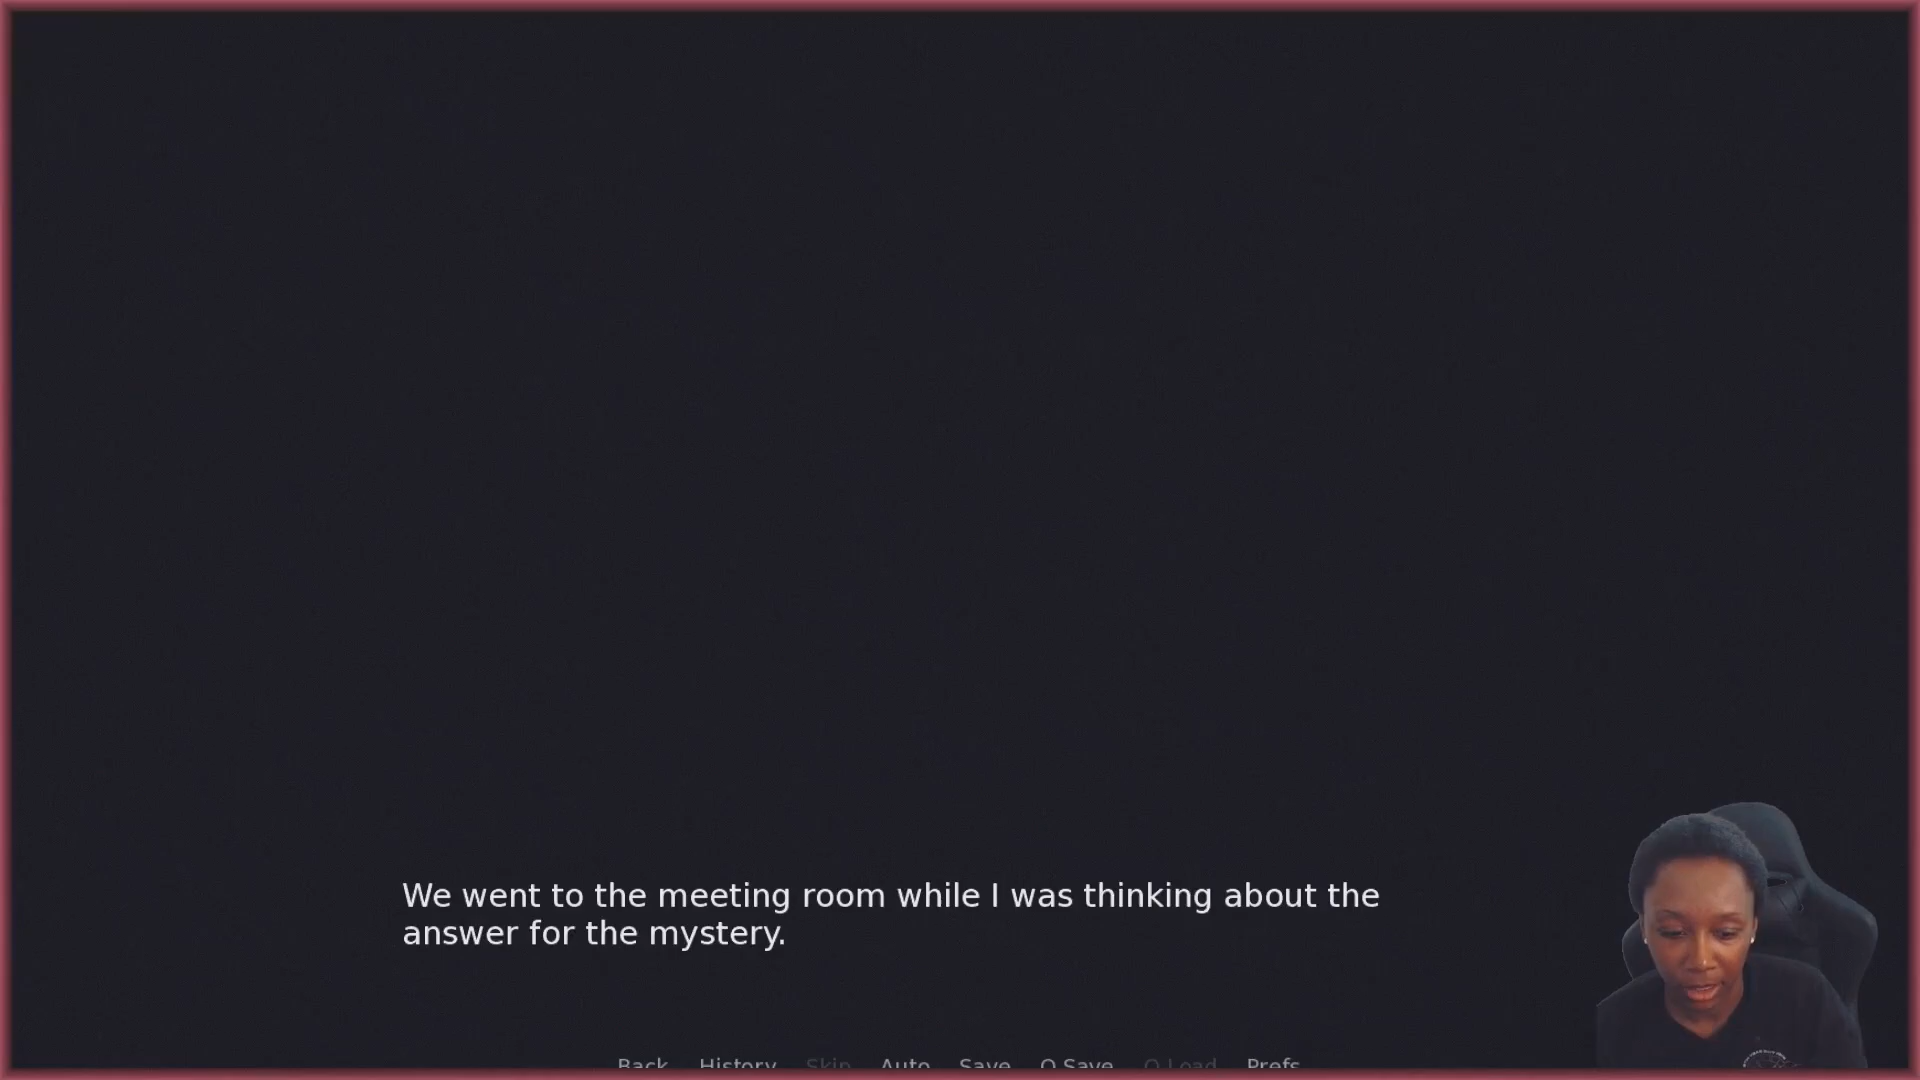 We went to the meeting room while I was thinking about the
answer for the mystery.
Back History Skip Auto Save Q.Save Q.Load Prefs